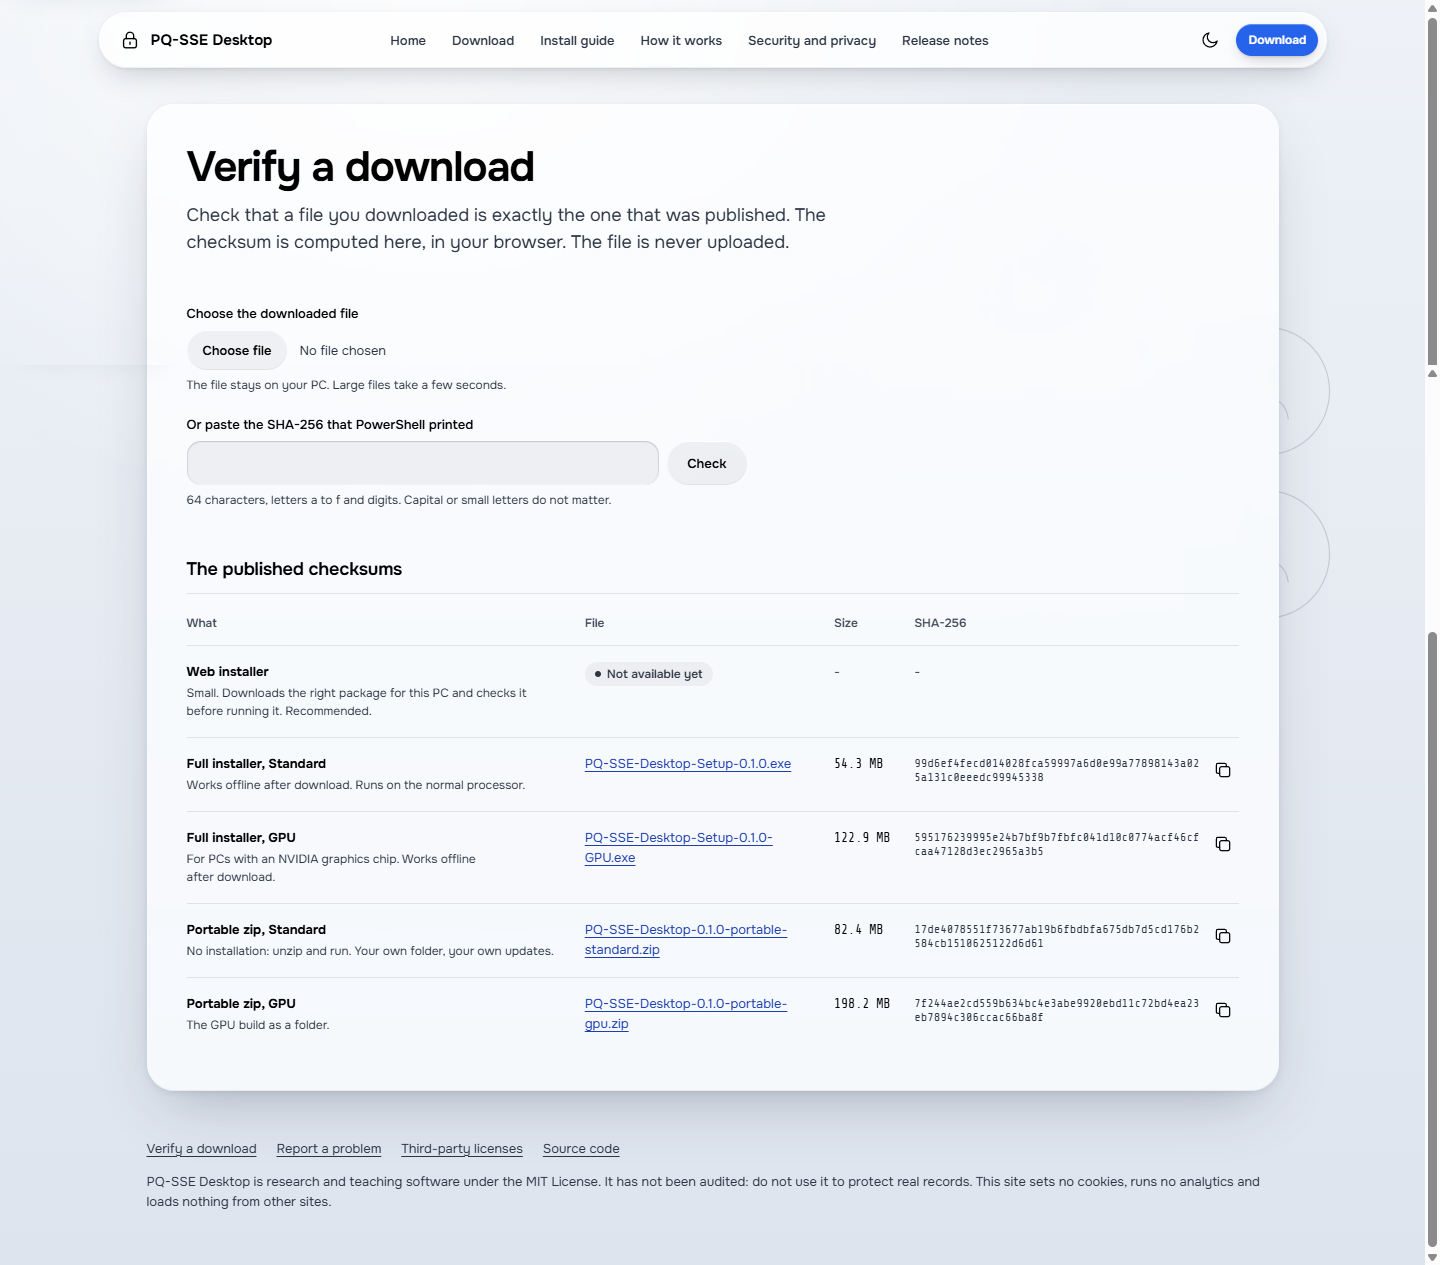 PQ-SSE Desktop
Home
Download
Install guide
How it works
Security and privacy
Release notes
Download
Verify a download
Check that a file you downloaded is exactly the one that was published. The
checksum is computed here, in your browser. The file is never uploaded.
Choose the downloaded file
Choose file
No file chosen
The file stays on your PC. Large files take a few seconds.
Or paste the SHA-256 that PowerShell printed
Check
64 characters, letters a to f and digits. Capital or small letters do not matter.
The published checksums
What
File
Size
SHA-256
Web installer
Small. Downloads the right package for this PC and checks it
before running it. Recommended.
Not available yet
-
-
Full installer, Standard
Works offline after download. Runs on the normal processor.
PQ-SSE-Desktop-Setup-0.1.0.exe
54.3 MB
99d6ef4fecd014028fca59997a6d0e99a77898143a02
5a131c0eeedc99945338
Full installer, GPU
For PCs with an NVIDIA graphics chip. Works offline
after download.
PQ-SSE-Desktop-Setup-0.1.0-
GPU.exe
122.9 MB
595176239995e24b7bf9b7fbfc041d10c0774acf46cf
caa47128d3ec2965a3b5
Portable zip, Standard
No installation: unzip and run. Your own folder, your own updates.
PQ-SSE-Desktop-0.1.0-portable-
standard.zip
82.4 MB
17de4078551f73677ab19b6fbdbfa675db7d5cd176b2
584cb1510625122d6d61
Portable zip, GPU
The GPU build as a folder.
PQ-SSE-Desktop-0.1.0-portable-
gpu.zip
198.2 MB
7f244ae2cd559b634bc4e3abe9920ebd11c72bd4ea23
eb7894c306ccac66ba8f
Verify a download
Report a problem
Third-party licenses
Source code
PQ-SSE Desktop is research and teaching software under the MIT License. It has not been audited: do not use it to protect real records. This site sets no cookies, runs no analytics and
loads nothing from other sites.